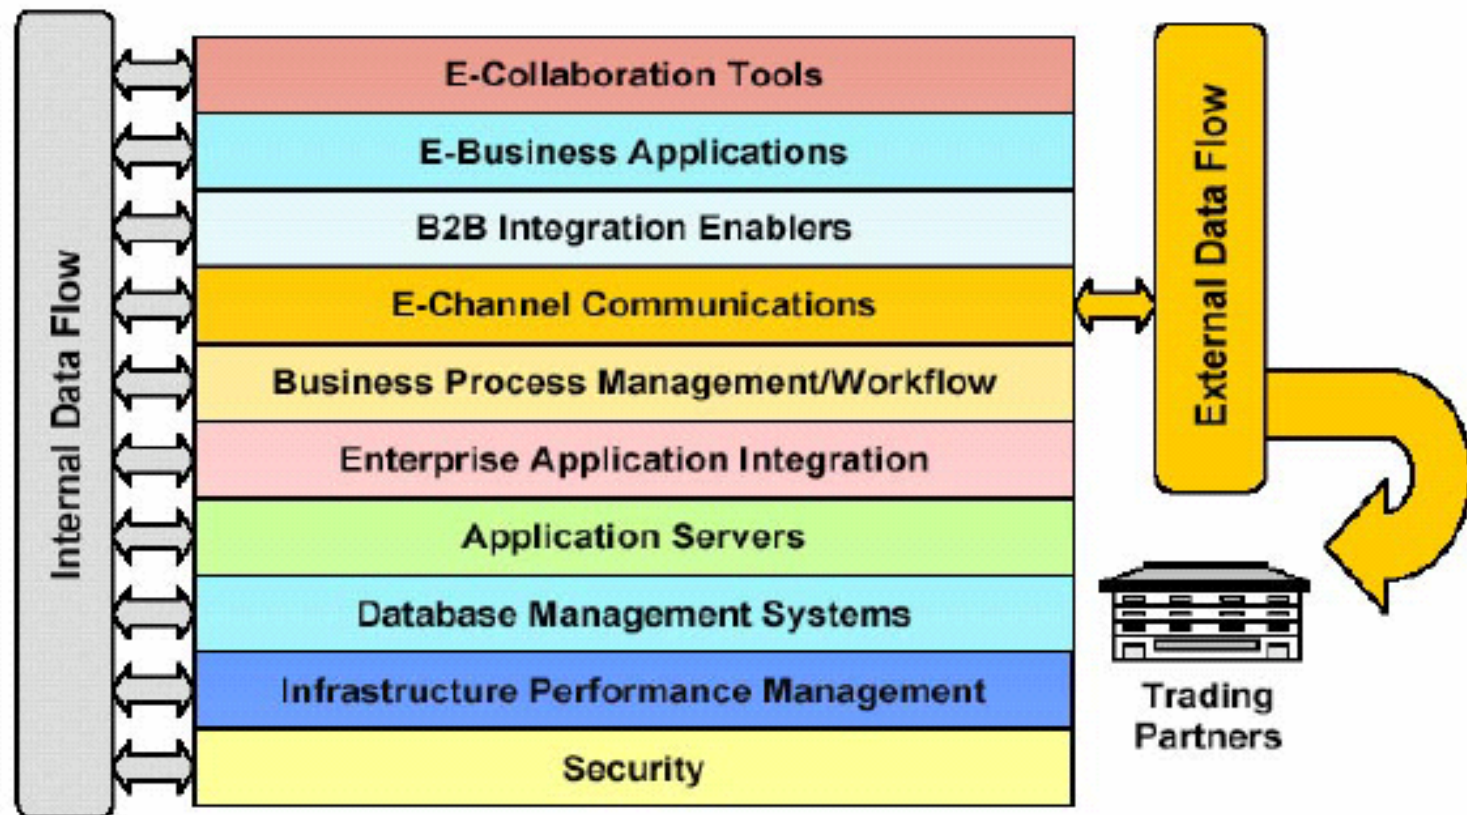 Internal Data Flow
E-Collaboration Tools
E-Business Applications
B2B Integration Enablers
E-Channel Communications
Business Process Management/Workflow
Enterprise Application Integration
Application Servers
Database Management Systems
Infrastructure Performance Management
Security
External Data Flow
Trading
Partners